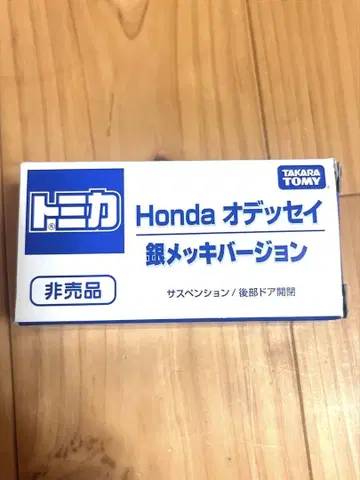 TAKARA
TOMY
トミカ®
Honda オデッセイ
銀メッキバージョン
非売品
サスペンション/後部ドア開閉